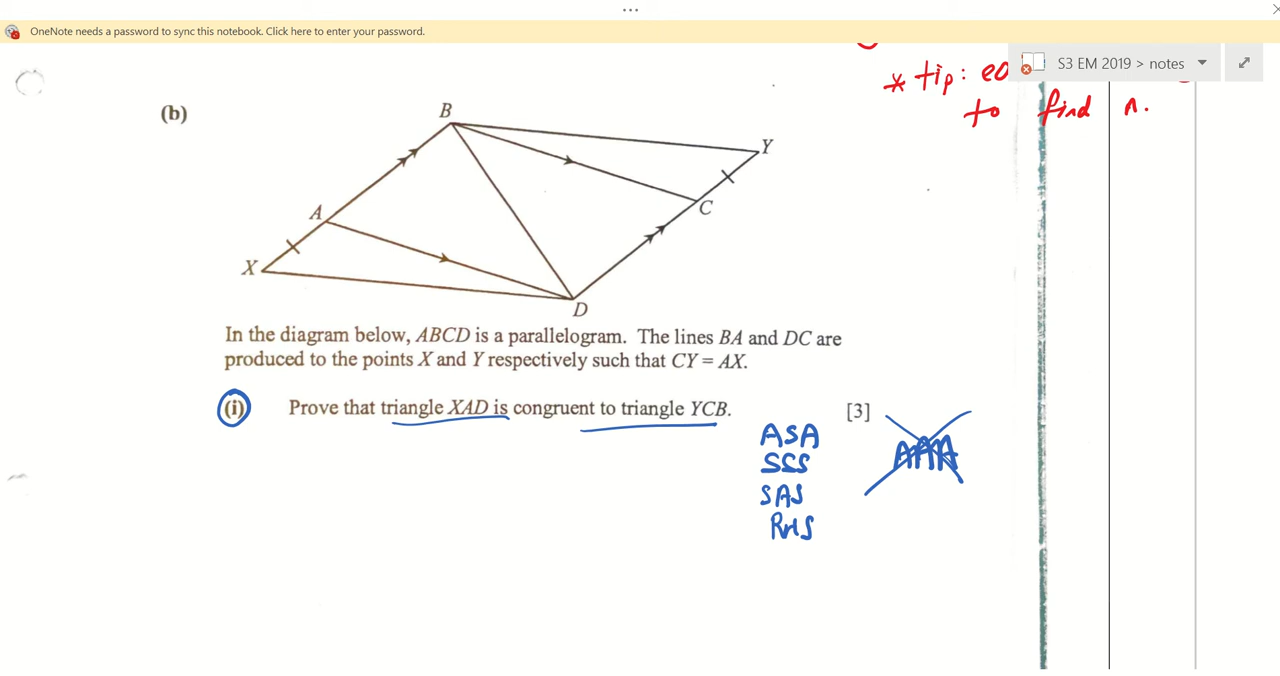 OneNote needs a password to sync this notebook. Click here to enter your password.
S3 EM 2019 > notes
* tip:
to find n.
(b)
B
Y
A
C
X
D
In the diagram below, ABCD is a parallelogram. The lines BA and DC are
produced to the points X and Y respectively such that CY = AX.
(i) Prove that triangle XAD is congruent to triangle YCB. [3]
ASA
SSS
AAA
SAS
RHS